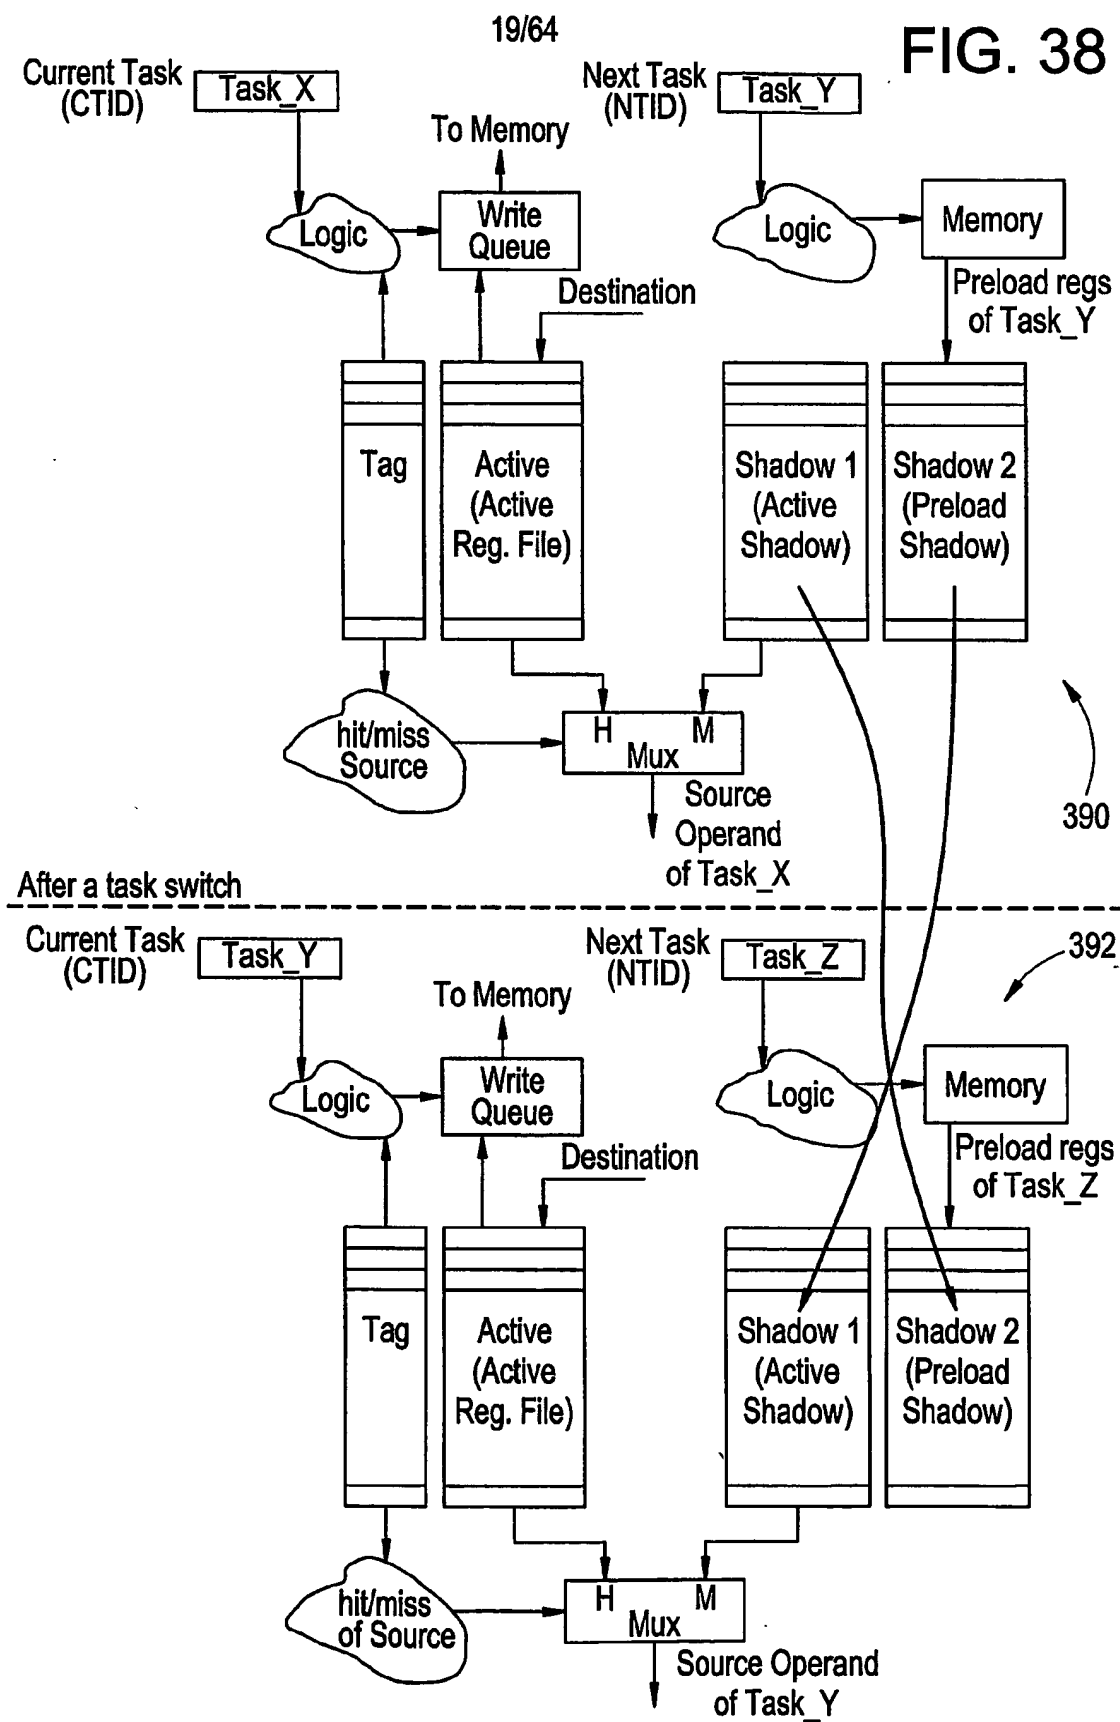 19/64
FIG. 38
Current Task
(CTID)
Task_X
Next Task
(NTID)
Task_Y
To Memory
Logic
Write
Queue
Logic
Memory
Destination
Preload regs
of Task_Y
Tag
Active
(Active
Reg. File)
Shadow 1
(Active
Shadow)
Shadow 2
(Preload
Shadow)
hit/miss
Source
H
M
Mux
Source
Operand
of Task_X
390
After a task switch
Current Task
(CTID)
Task_Y
Next Task
(NTID)
Task_Z
392
To Memory
Logic
Write
Queue
Logic
Memory
Destination
Preload regs
of Task_Z
Tag
Active
(Active
Reg. File)
Shadow 1
(Active
Shadow)
Shadow 2
(Preload
Shadow)
hit/miss
of Source
H
M
Mux
Source Operand
of Task_Y